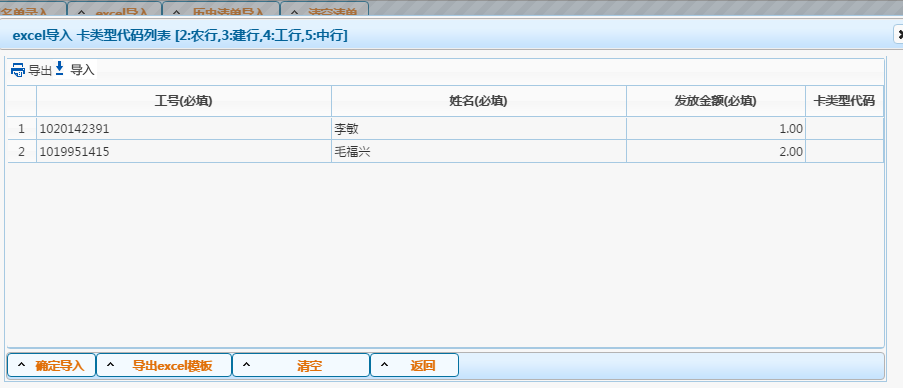 名单录入 excel导入 历史清单导入 清空清单
excel导入 卡类型代码列表 [2:农行,3:建行,4:工行,5:中行]
导出 导入
工号(必填) 姓名(必填) 发放金额(必填) 卡类型代码
1 1020142391 李敏 1.00
2 1019951415 毛福兴 2.00
确定导入 导出excel模板 清空 返回